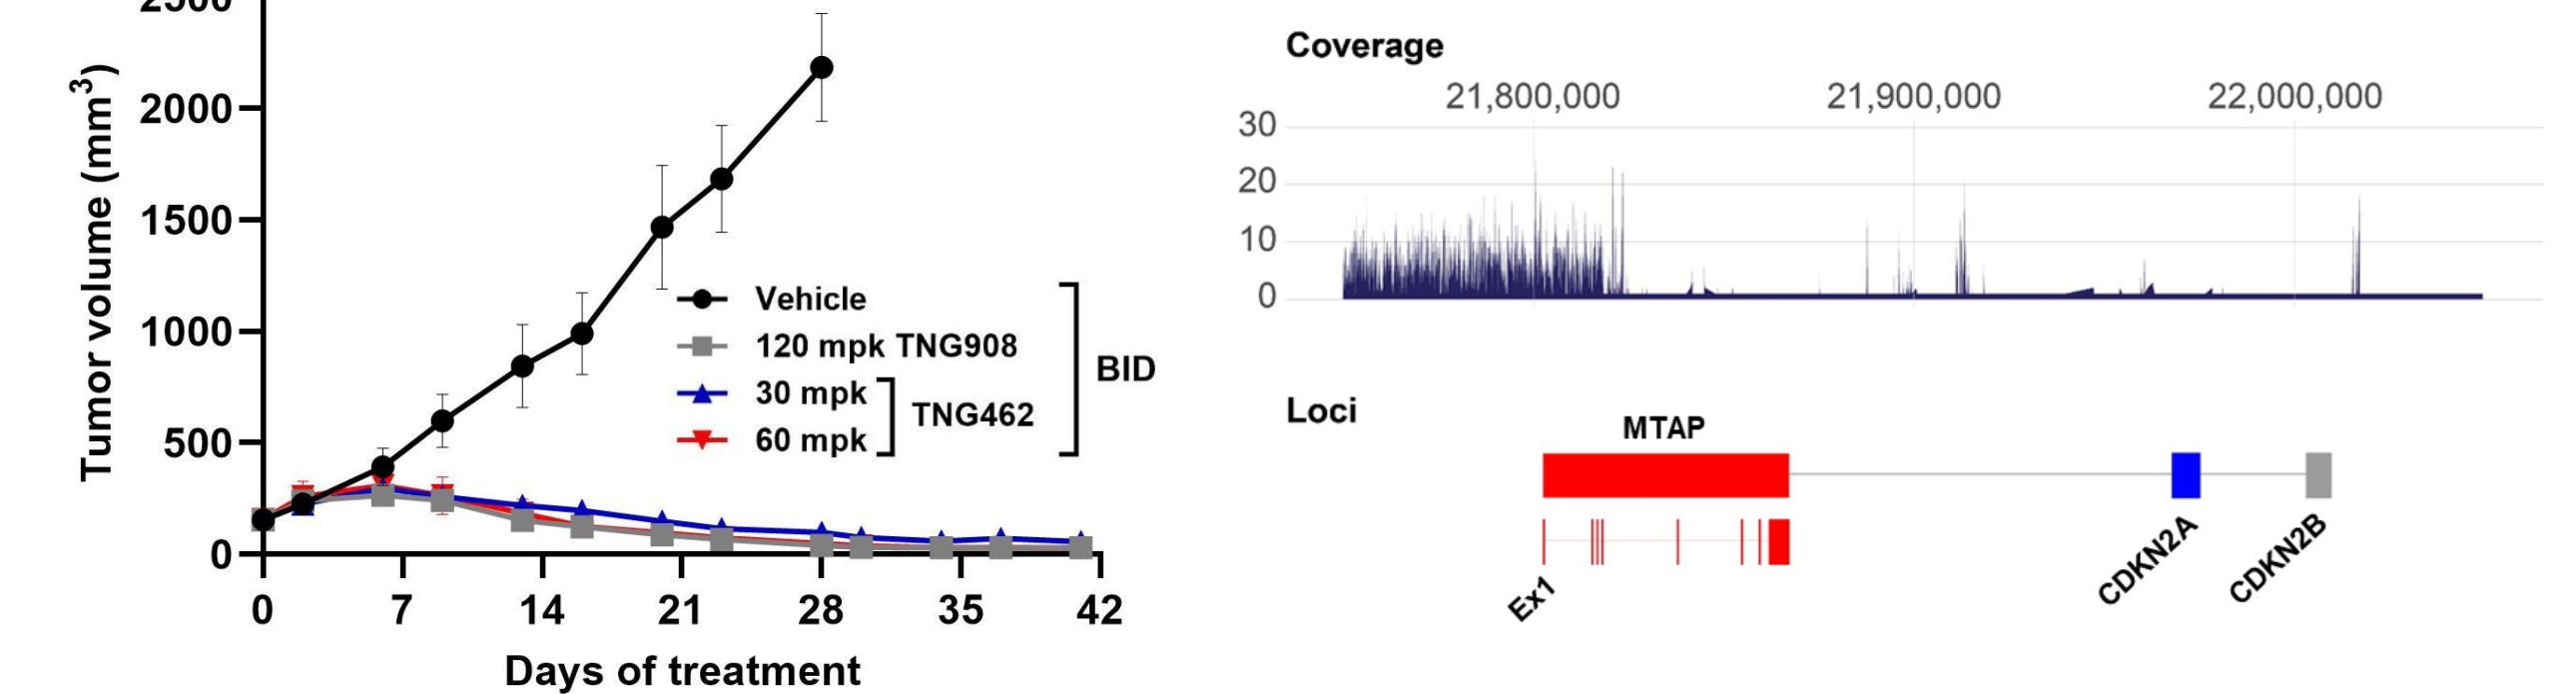 2500
2000
1500
1000
500
0
Tumor volume (mm³)
0 7 14 21 28 35 42
Days of treatment
Vehicle
120 mpk TNG908
30 mpk
60 mpk
TNG462
BID
Coverage
21,800,000 21,900,000 22,000,000
30
20
10
0
Loci
MTAP
Ex1
CDKN2A
CDKN2B